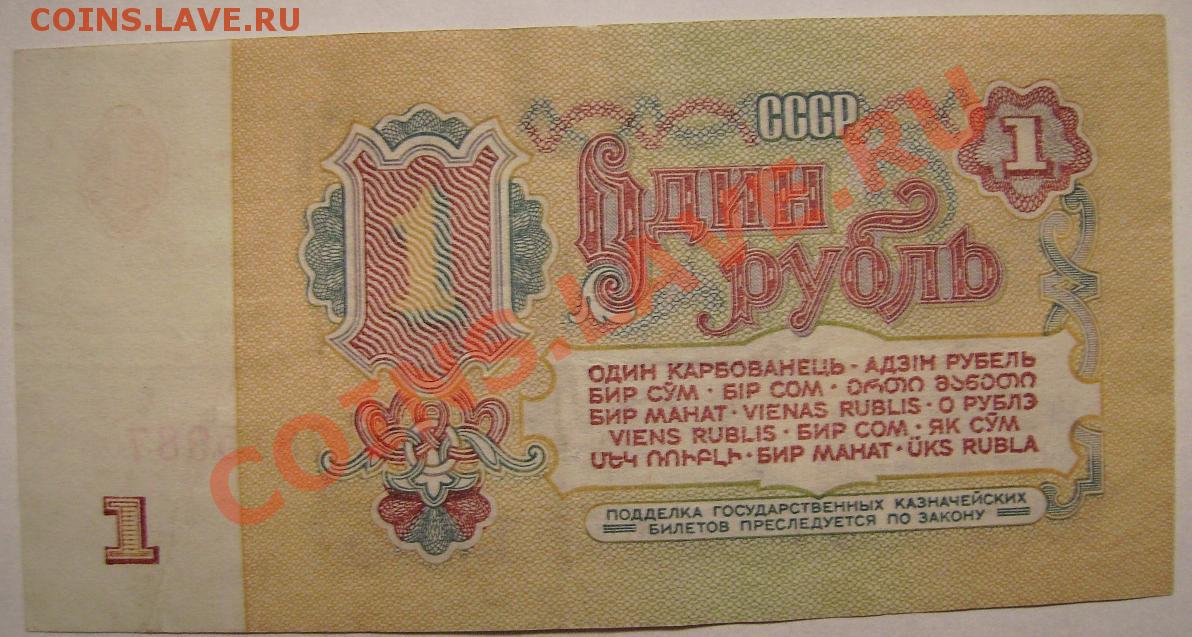 COINS.LAVE.RU
СССР
1
1
Один
рубль
COINS.LAVE.RU
ОДИН КАРБОВАНЕЦЬ · АДЗІН РУБЕЛЬ
БИР СЎМ · БІР СОМ · ᲔᲠᲗᲘ ᲛᲐᲜᲔᲗᲘ
БИР МАНАТ · VIENAS RUBLIS · О РУБЛЭ
VIENS RUBLIS · БИР СОМ · ЯК СӮМ
ՄԵԿ ՌՈՒԲԼԻ · БИР МАНАТ · ÜKS RUBLA
1
ПОДДЕЛКА ГОСУДАРСТВЕННЫХ КАЗНАЧЕЙСКИХ
БИЛЕТОВ ПРЕСЛЕДУЕТСЯ ПО ЗАКОНУ